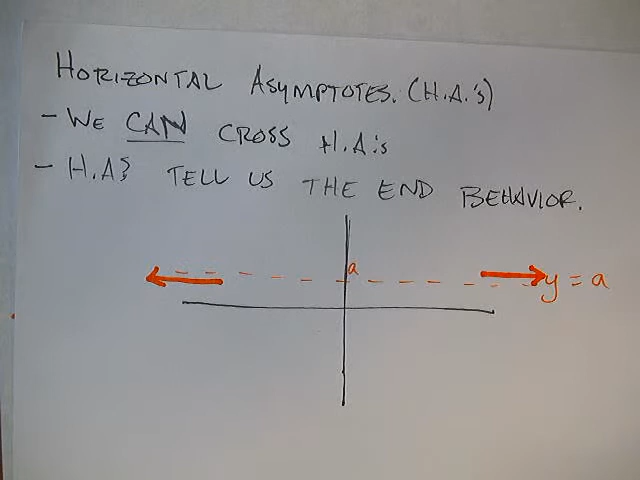 HORIZONTAL ASYMPTOTES. (H.A.'s)
- WE CAN CROSS H.A.'s
- H.A's TELL US THE END BEHAVIOR.
a
y = a